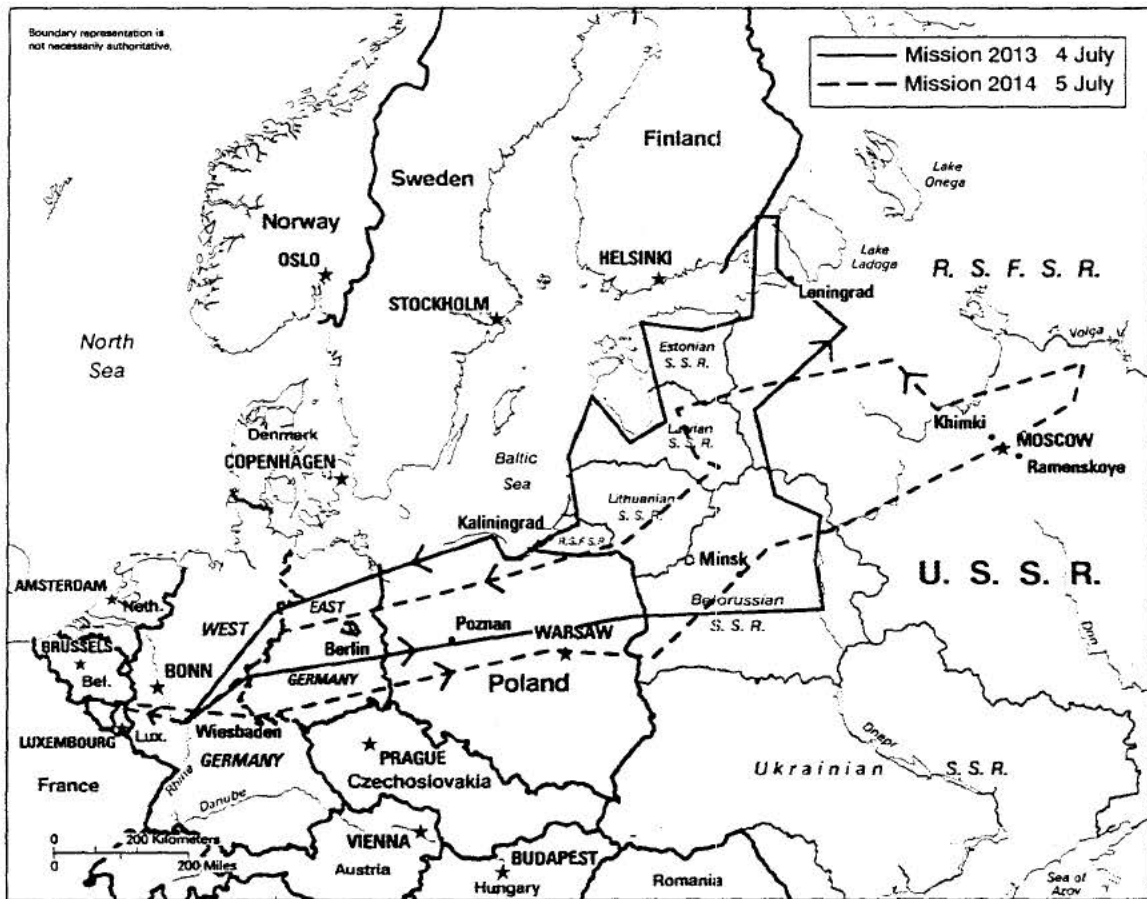 Boundary representation is
not necessarily authoritative.
Mission 2013 4 July
Mission 2014 5 July
Finland
Sweden
Norway
OSLO
HELSINKI
STOCKHOLM
Lake
Onega
Lake
Ladoga
R. S. F. S. R.
Leningrad
North
Sea
Estonian
S. S. R.
Volga
Denmark
COPENHAGEN
Baltic
Sea
Latvian
S. S. R.
Khimki
MOSCOW
Ramenskoye
Lithuanian
S. S. R.
Kaliningrad
R.S.F.S.R.
Minsk
U. S. S. R.
Belorussian
S. S. R.
AMSTERDAM
Neth.
EAST
WEST
Berlin
Poznan
WARSAW
Don
BRUSSELS
Bel.
BONN
GERMANY
Poland
LUXEMBOURG
Lux.
Wiesbaden
GERMANY
PRAGUE
Czechoslovakia
Dnepr
Ukrainian S.S.R.
France
Rhine
Danube
0 200 Kilometers
0 200 Miles
VIENNA
Austria
BUDAPEST
Hungary
Romania
Sea of
Azov